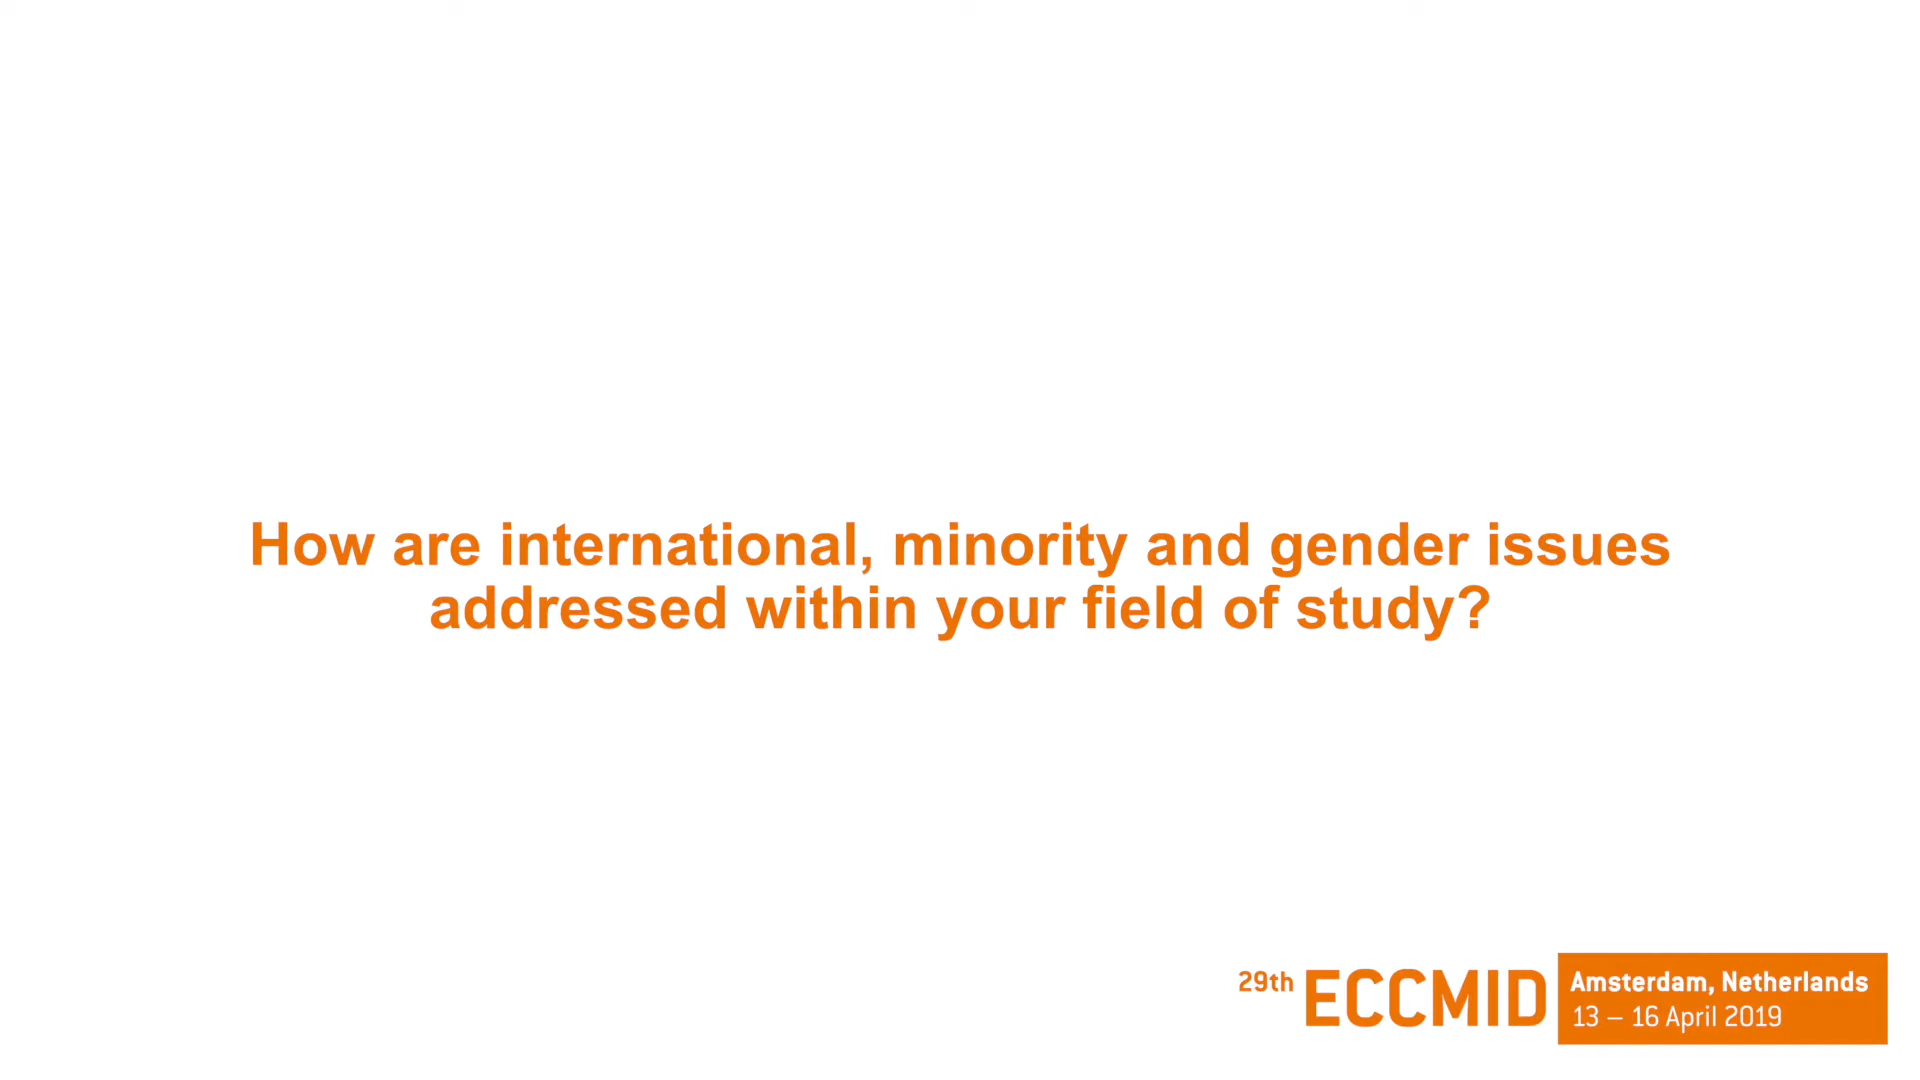 How are international, minority and gender issues
addressed within your field of study?
29th ECCMID
Amsterdam, Netherlands
13 – 16 April 2019